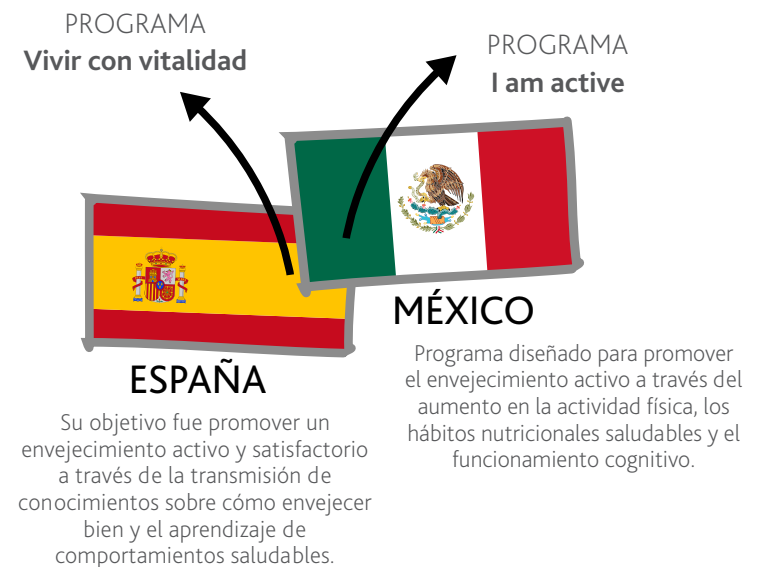 PROGRAMA
Vivir con vitalidad
PROGRAMA
I am active
ESPAÑA
Su objetivo fue promover un
envejecimiento activo y satisfactorio
a través de la transmisión de
conocimientos sobre cómo envejecer
bien y el aprendizaje de
comportamientos saludables.
MÉXICO
Programa diseñado para promover
el envejecimiento activo a través del
aumento en la actividad física, los
hábitos nutricionales saludables y el
funcionamiento cognitivo.